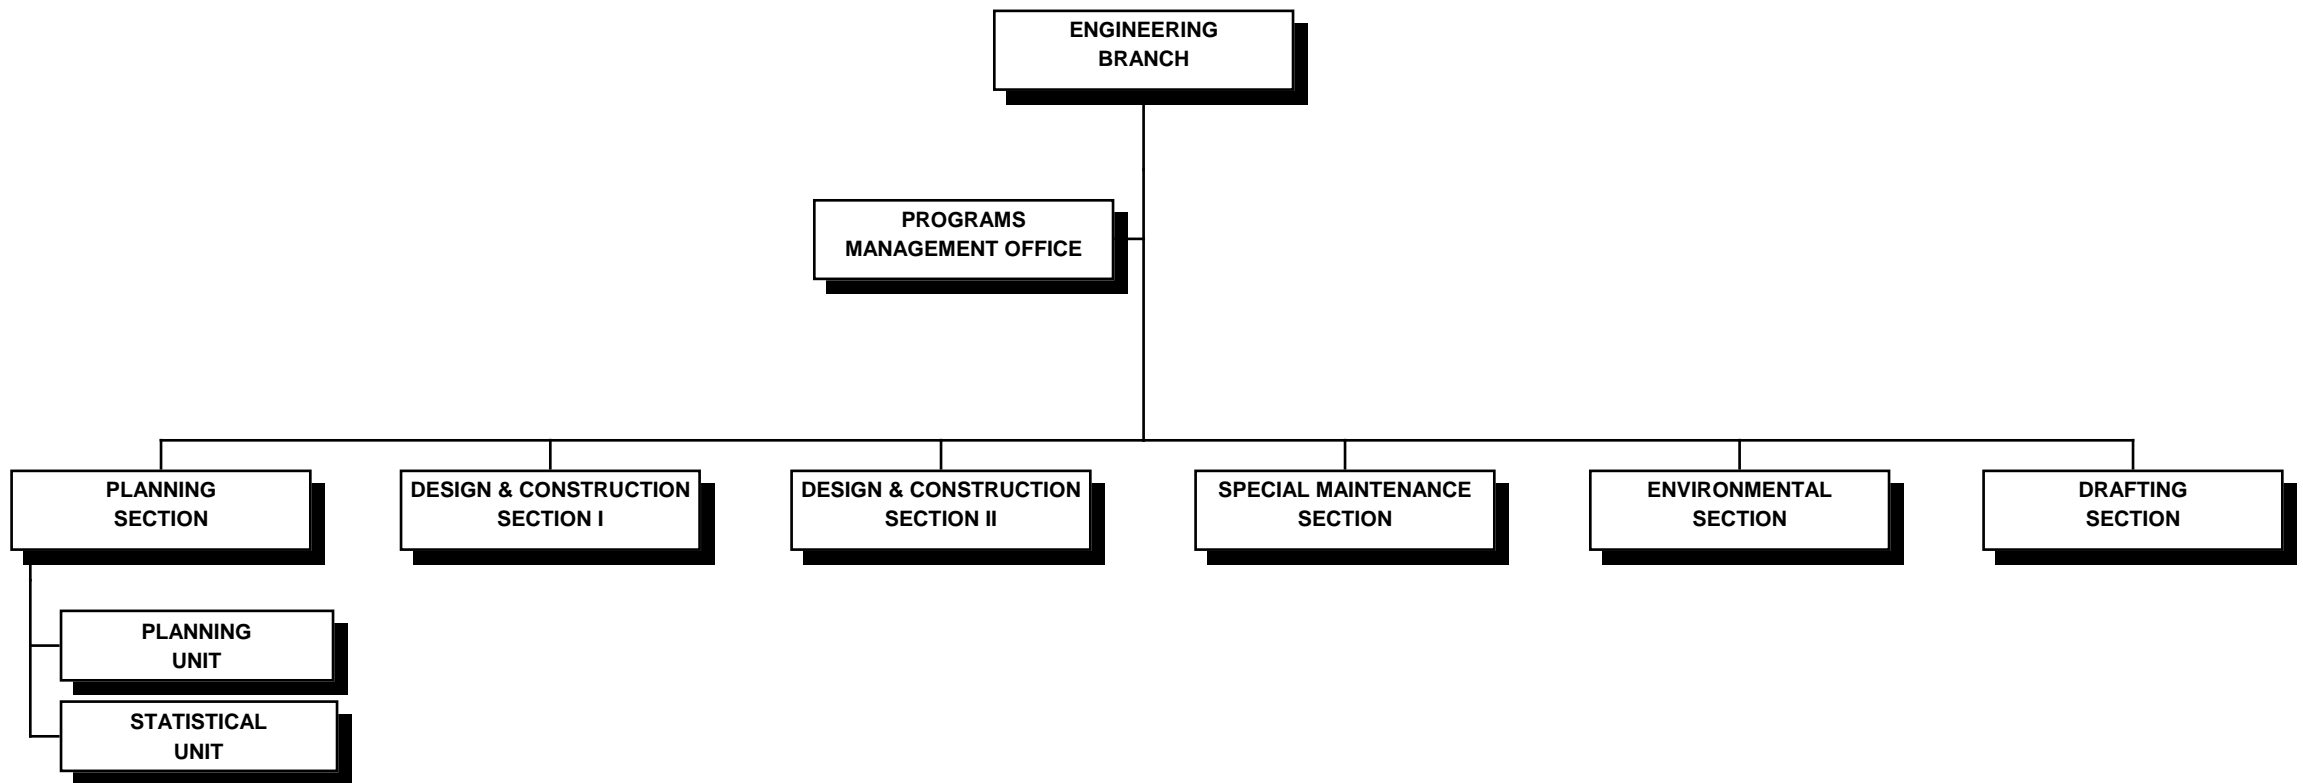 ENGINEERING
BRANCH
PROGRAMS
MANAGEMENT OFFICE
PLANNING
SECTION
DESIGN & CONSTRUCTION
SECTION I
DESIGN & CONSTRUCTION
SECTION II
SPECIAL MAINTENANCE
SECTION
ENVIRONMENTAL
SECTION
DRAFTING
SECTION
PLANNING
UNIT
STATISTICAL
UNIT